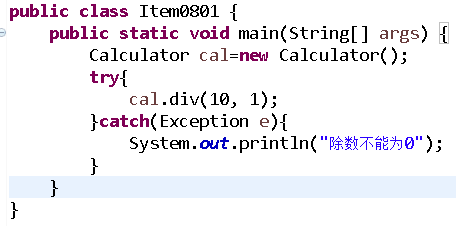 public class Item0801 {
    public static void main(String[] args) {
        Calculator cal=new Calculator();
        try{
            cal.div(10, 1);
        }catch(Exception e){
            System.out.println("除数不能为0");
        }
    }
}